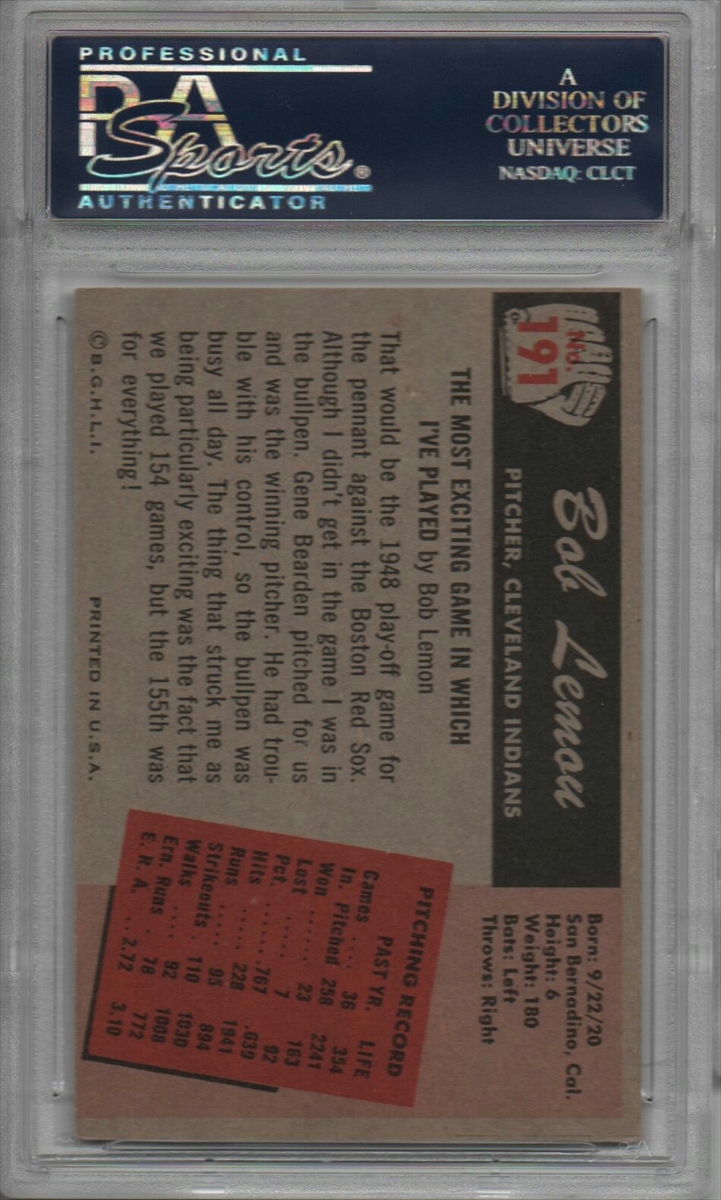 PROFESSIONAL
PSA
Sports®
AUTHENTICATOR
A
DIVISION OF
COLLECTORS
UNIVERSE
NASDAQ: CLCT
No.
191
Bob Lemon
PITCHER, CLEVELAND INDIANS
Born: 9/22/20
San Bernadino, Cal.
Height: 6
Weight: 180
Bats: Left
Throws: Right
THE MOST EXCITING GAME IN WHICH
I'VE PLAYED by Bob Lemon
"That would be the 1948 play-off game for
the pennant against the Boston Red Sox.
Although I didn't get in the game I was in
the bullpen. Gene Bearden pitched for us
and was the winning pitcher. He had trou-
ble with his control, so the bullpen was
busy all day. The thing that struck me as
being particularly exciting was the fact that
we played 154 games, but the 155th was
for everything!
©B.G.H.L.I.
PRINTED IN U.S.A.
PITCHING RECORD
PAST YR. LIFE
Games .... 36 354
In. Pitched 258 2241
Won ...... 23 163
Lost ...... 7 92
Pct. ...... .767 .639
Hits ...... 228 1841
Runs ..... 95 894
Strikeouts . 110 1030
Walks .... 92 1008
Ern. Runs . 78 772
E. R. A. .. 2.72 3.10